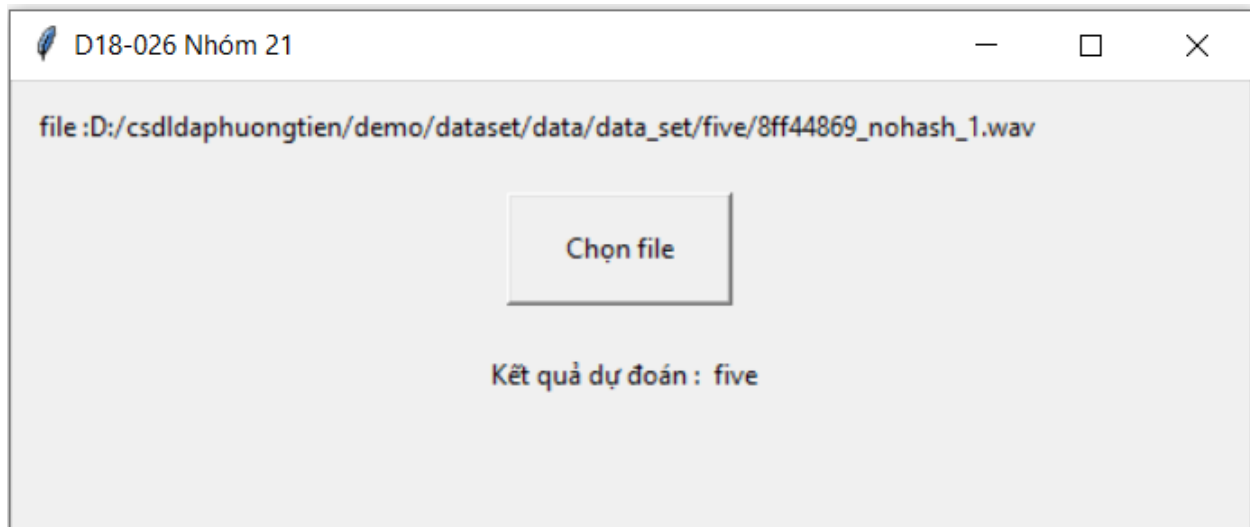 D18-026 Nhóm 21
file :D:/csdldaphuongtien/demo/dataset/data/data_set/five/8ff44869_nohash_1.wav
Chọn file
Kết quả dự đoán :  five